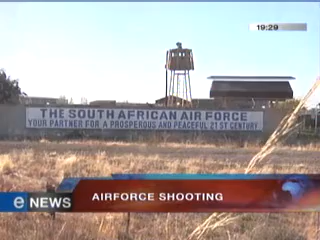 19:29
THE SOUTH AFRICAN AIR FORCE
YOUR PARTNER FOR A PROSPEROUS AND PEACEFUL 21 ST CENTURY
e NEWS
AIRFORCE SHOOTING